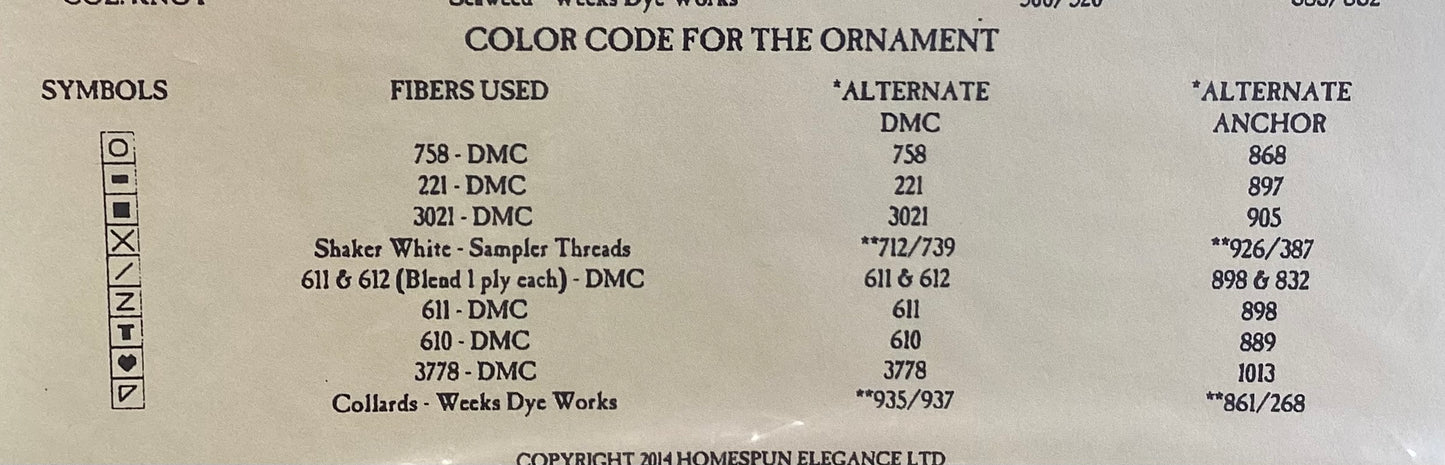 COLOR CODE FOR THE ORNAMENT
SYMBOLS FIBERS USED *ALTERNATE *ALTERNATE
DMC ANCHOR
758 - DMC 758 868
221 - DMC 221 897
3021 - DMC 3021 905
Shaker White - Sampler Threads **712/739 **926/387
611 & 612 (Blend 1 ply each) - DMC 611 & 612 898 & 832
Z 611 - DMC 611 898
T 610 - DMC 610 889
3778 - DMC 3778 1013
Collards - Weeks Dye Works **935/937 **861/268
COPYRIGHT 2014 HOMESPUN ELEGANCE LTD